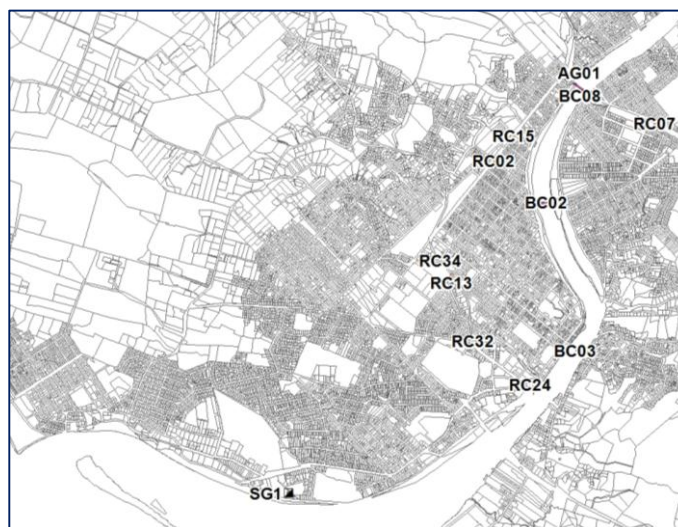 AG01
BC08
RC07
RC15
RC02
BC02
RC34
RC13
RC32
BC03
RC24
SG1